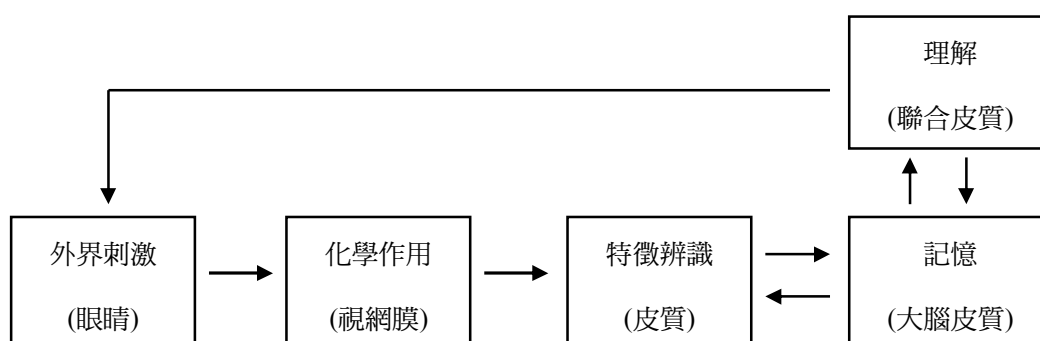 理解
(聯合皮質)
外界刺激
(眼睛)
化學作用
(視網膜)
特徵辨識
(皮質)
記憶
(大腦皮質)